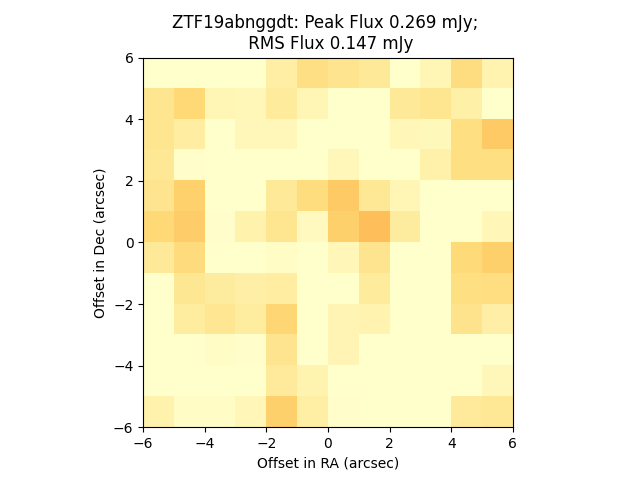 ZTF19abnggdt: Peak Flux 0.269 mJy;
RMS Flux 0.147 mJy
6
4
2
0
−2
−4
−6
Offset in Dec (arcsec)
−6 −4 −2 0 2 4 6
Offset in RA (arcsec)